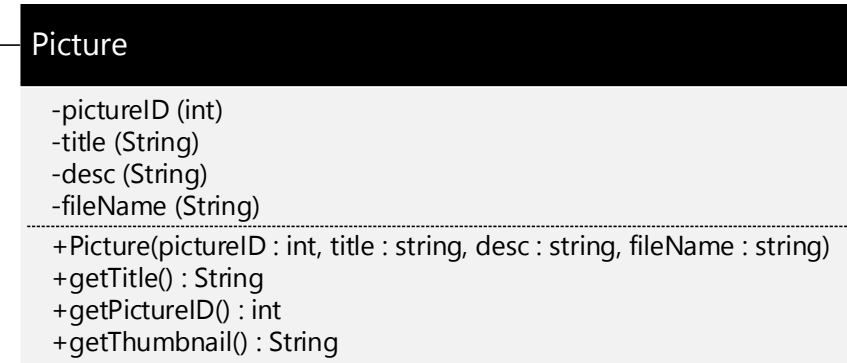 Picture
-pictureID (int)
-title (String)
-desc (String)
-fileName (String)
+Picture(pictureID : int, title : string, desc : string, fileName : string)
+getTitle() : String
+getPictureID() : int
+getThumbnail() : String